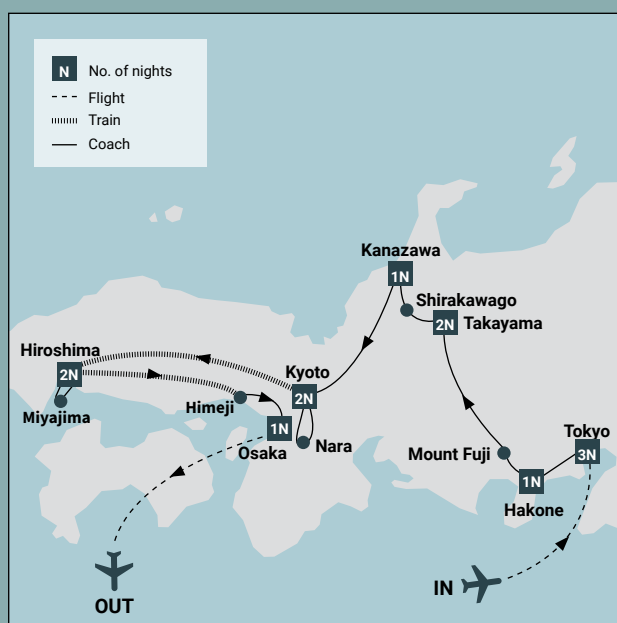 N No. of nights
Flight
Train
Coach
Kanazawa
1N
Shirakawago
2N Takayama
Hiroshima
2N
Miyajima
Himeji
Kyoto
2N
1N
Osaka
Nara
Tokyo
3N
Mount Fuji
1N
Hakone
IN
OUT